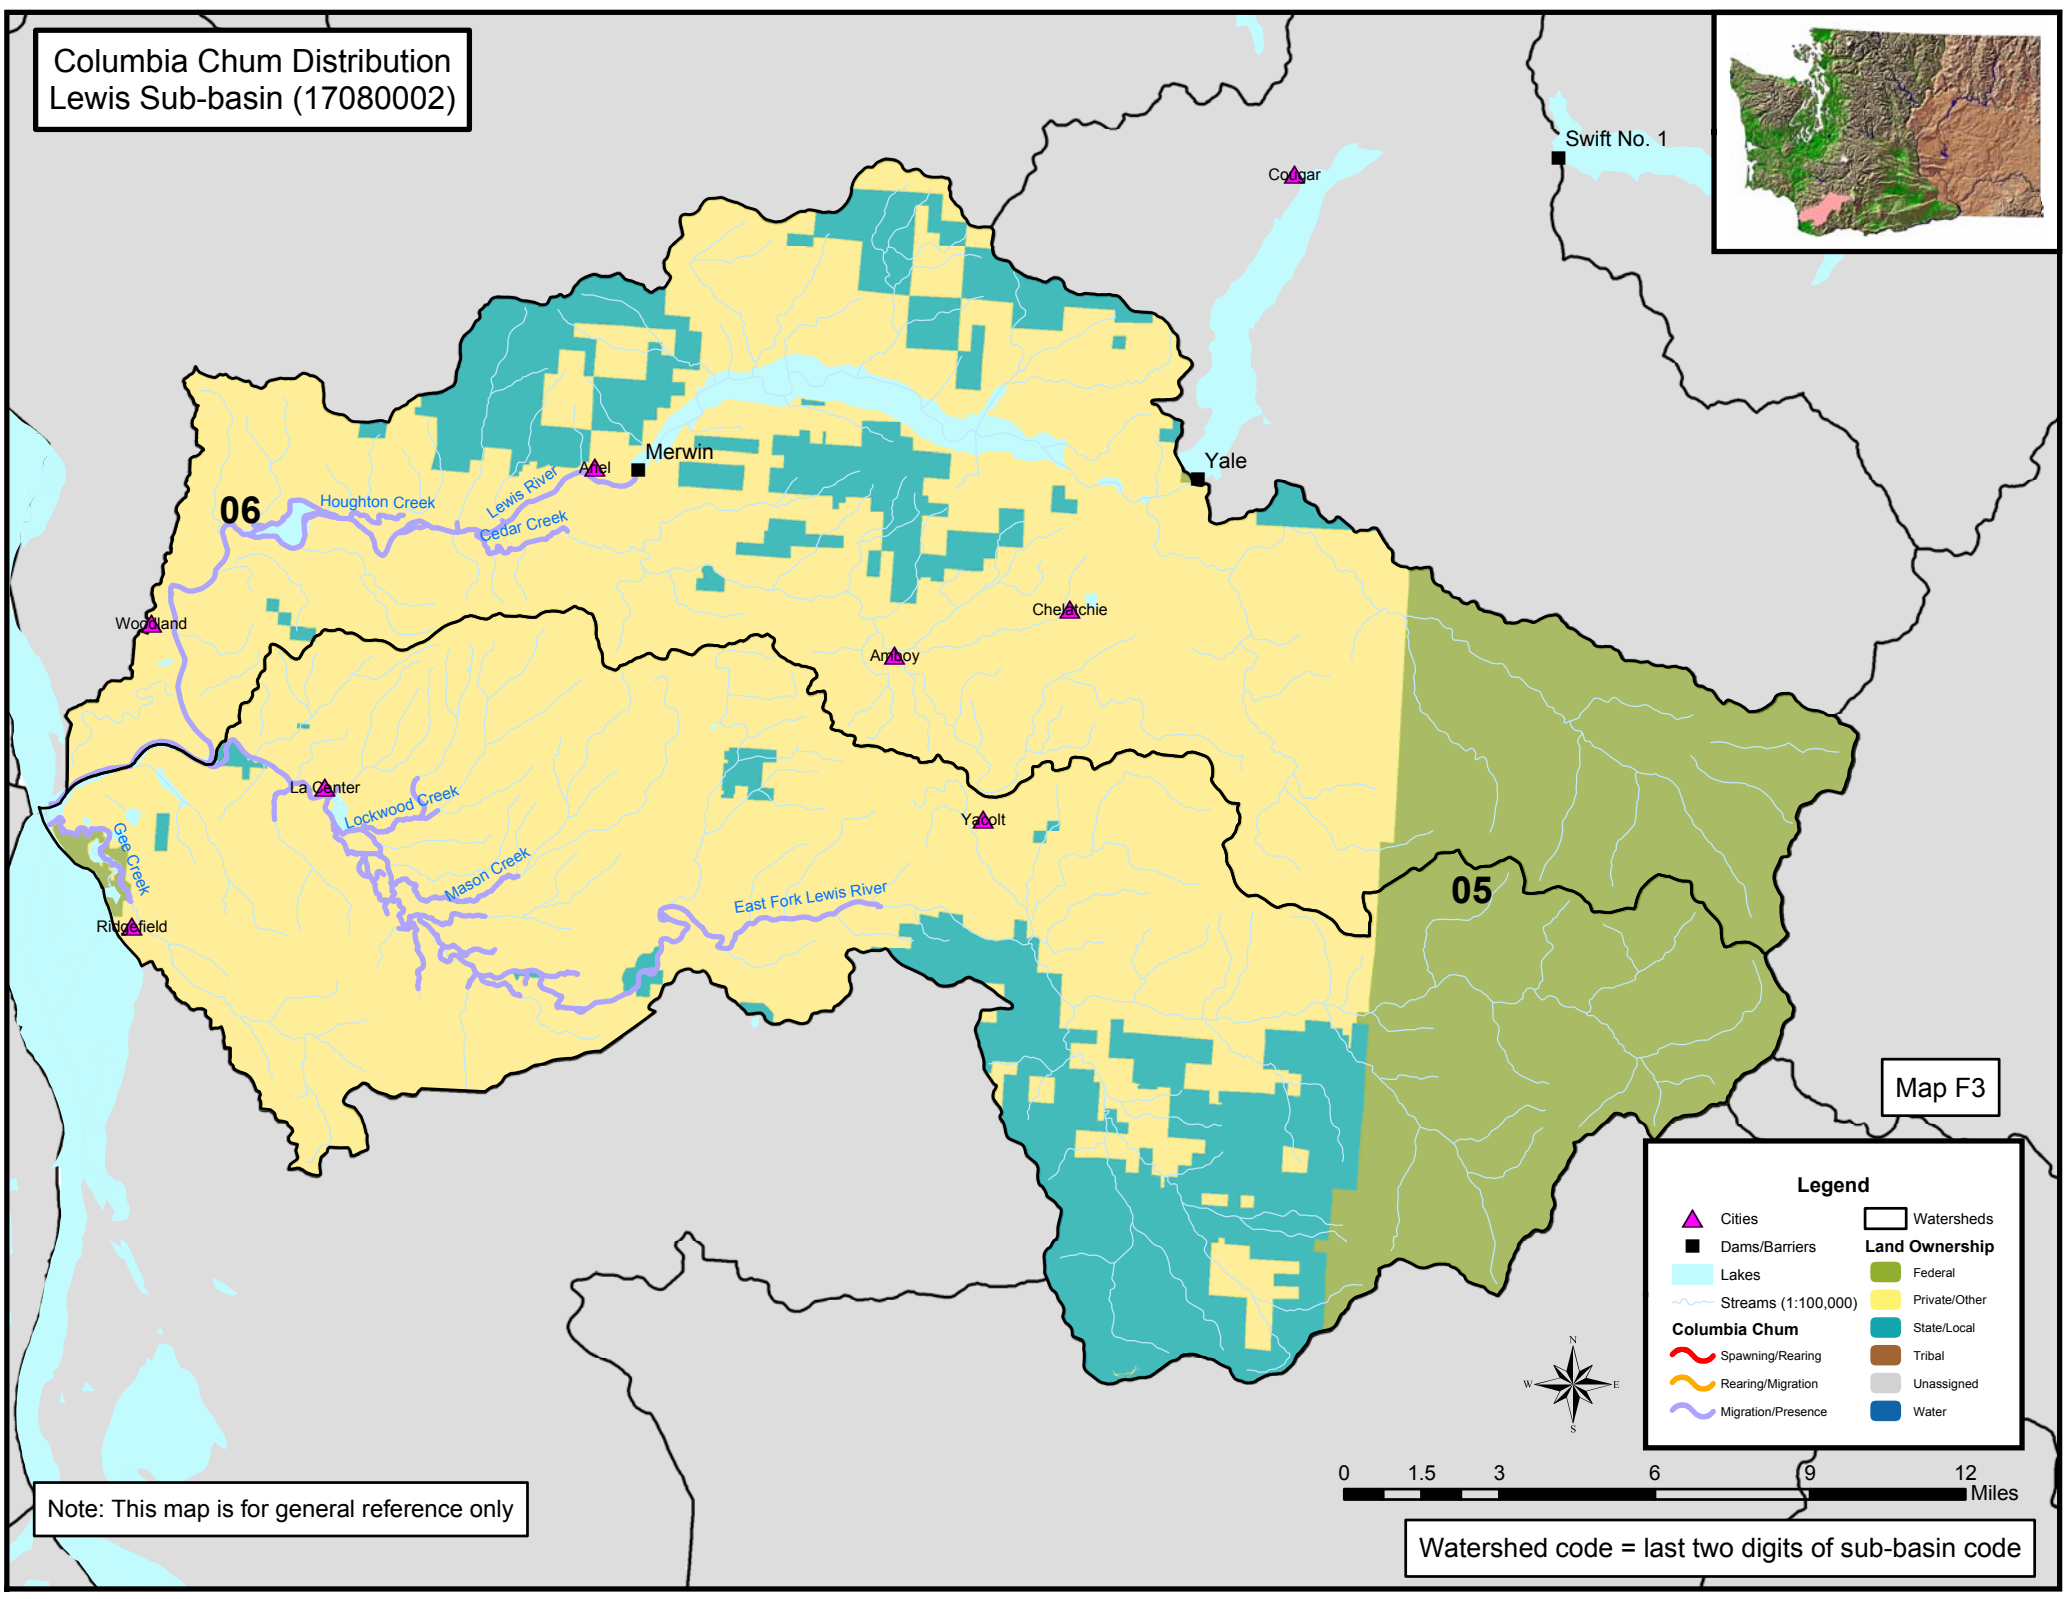 Columbia Chum Distribution
Lewis Sub-basin (17080002)
Swift No. 1
Cougar
Merwin
Ariel
Yale
Lewis River
Houghton Creek
Cedar Creek
06
Woodland
Chelatchie
Amboy
La Center
Lockwood Creek
Yacolt
Gee Creek
Mason Creek
East Fork Lewis River
05
Ridgefield
Map F3
Legend
Cities
Dams/Barriers
Lakes
Streams (1:100,000)
Columbia Chum
Spawning/Rearing
Rearing/Migration
Migration/Presence
Watersheds
Land Ownership
Federal
Private/Other
State/Local
Tribal
Unassigned
Water
N
W E
S
0 1.5 3 6 9 12
Miles
Note: This map is for general reference only
Watershed code = last two digits of sub-basin code